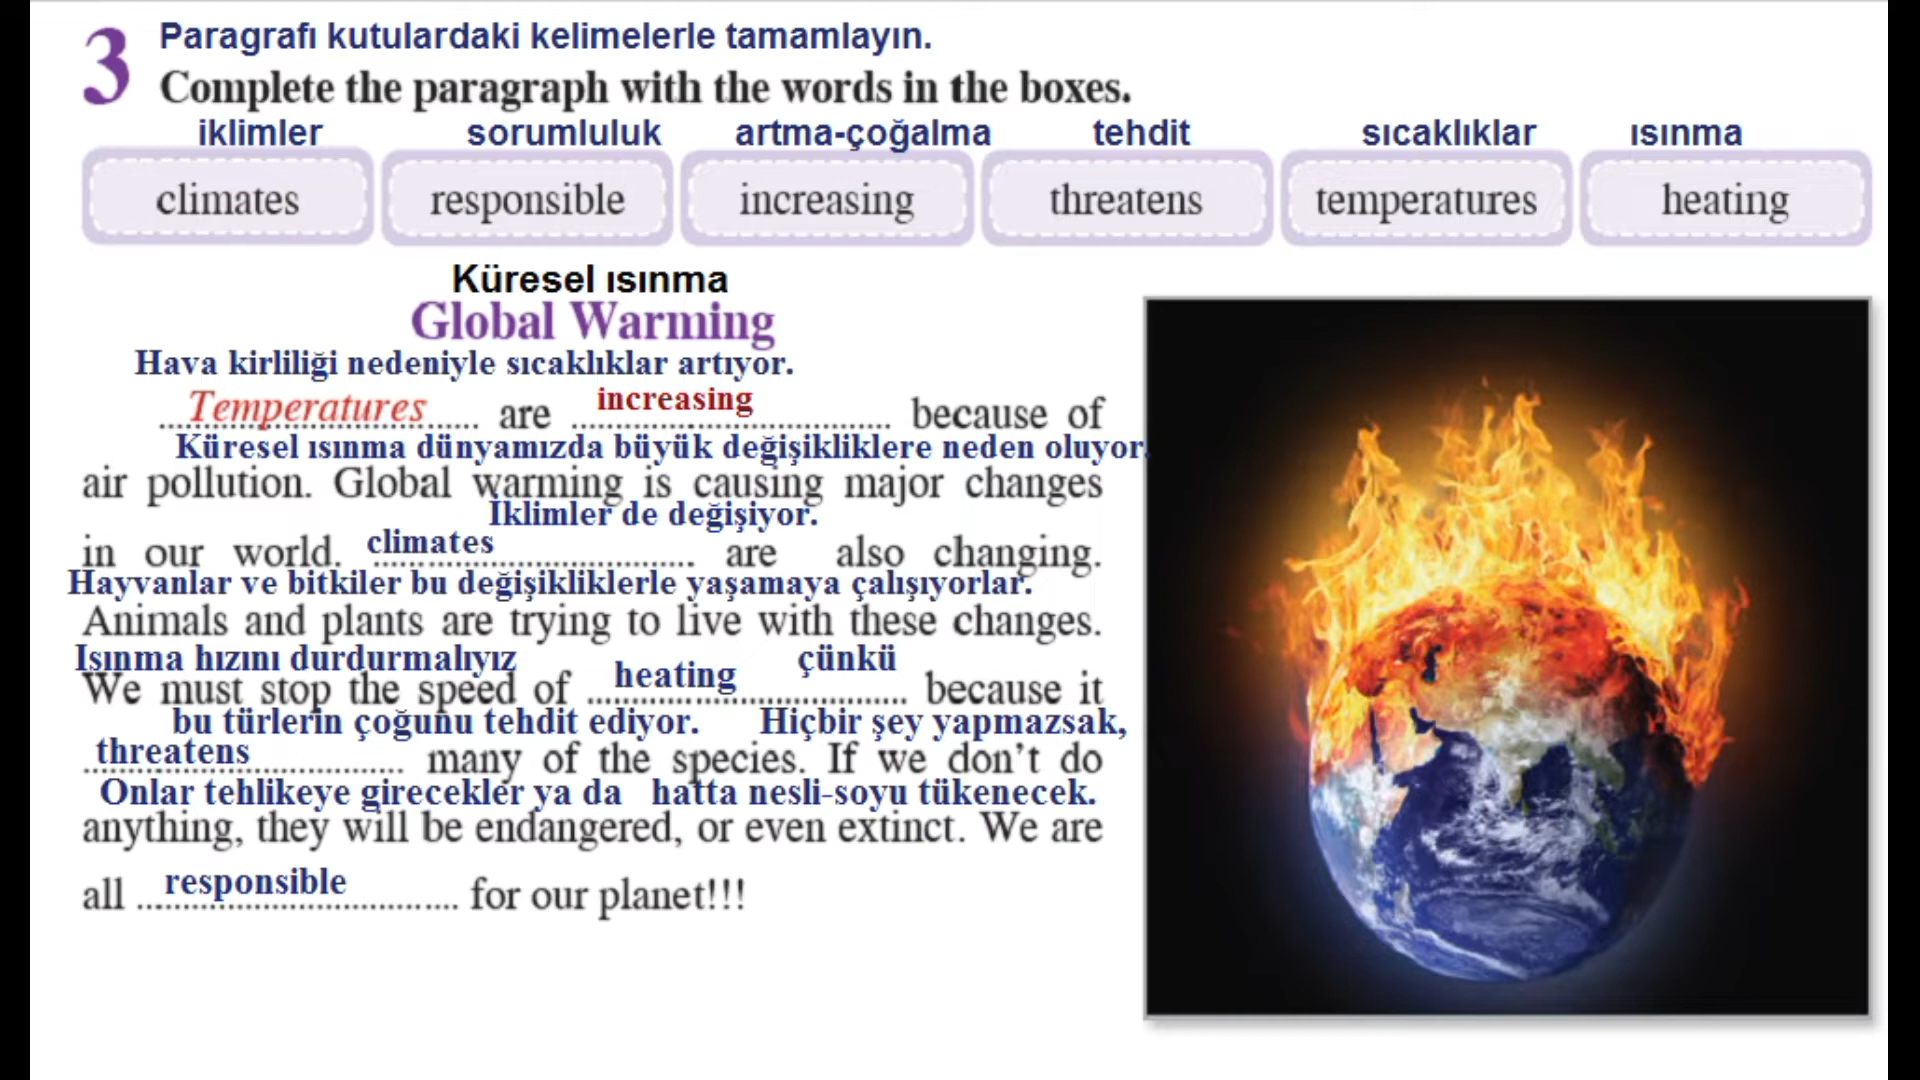 3 Paragrafı kutulardaki kelimelerle tamamlayın.
Complete the paragraph with the words in the boxes.
iklimler sorumluluk artma-çoğalma tehdit sıcaklıklar ısınma
climates responsible increasing threatens temperatures heating
Küresel ısınma
Global Warming
Hava kirliliği nedeniyle sıcaklıklar artıyor.
Temperatures are increasing because of
Küresel ısınma dünyamızda büyük değişikliklere neden oluyor.
air pollution. Global warming is causing major changes
İklimler de değişiyor.
in our world. climates are also changing.
Hayvanlar ve bitkiler bu değişikliklerle yaşamaya çalışıyorlar.
Animals and plants are trying to live with these changes.
Isınma hızını durdurmalıyız çünkü
We must stop the speed of heating because it
bu türlerin çoğunu tehdit ediyor. Hiçbir şey yapmazsak,
threatens many of the species. If we don't do
Onlar tehlikeye girecekler ya da hatta nesli-soyu tükenecek.
anything, they will be endangered, or even extinct. We are
all responsible for our planet!!!